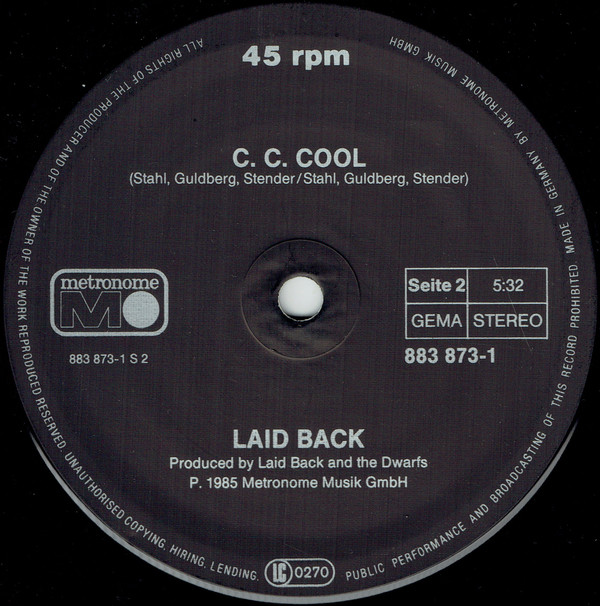 45 rpm
C. C. COOL
(Stahl, Guldberg, Stender/Stahl, Guldberg, Stender)
metronome
M
883 873-1 S 2
Seite 2 5:32
GEMA STEREO
883 873-1
LAID BACK
Produced by Laid Back and the Dwarfs
P. 1985 Metronome Musik GmbH
ALL RIGHTS OF THE PRODUCER AND OF THE OWNER OF THE WORK REPRODUCED RESERVED. UNAUTHORISED COPYING, HIRING, LENDING, LC 0270 PUBLIC PERFORMANCE AND BROADCASTING OF THIS RECORD PROHIBITED. MADE IN GERMANY BY METRONOME MUSIK GMBH